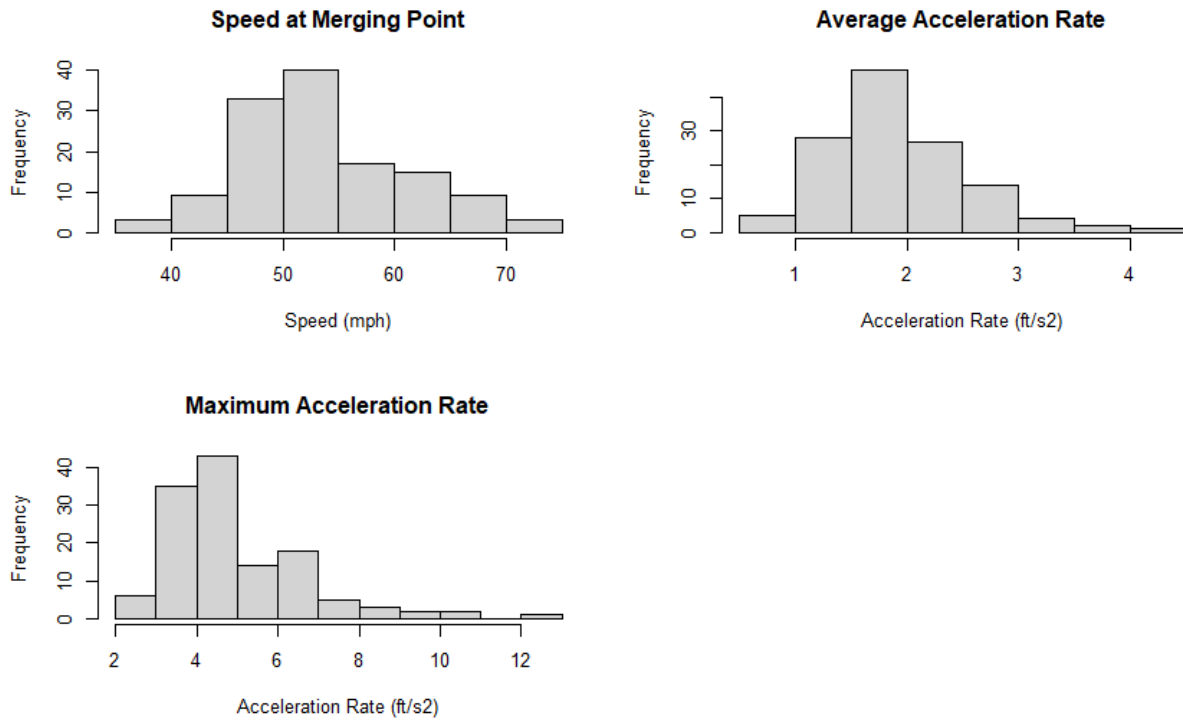 Speed at Merging Point
Frequency
0 10 20 30 40
40 50 60 70
Speed (mph)
Average Acceleration Rate
Frequency
0 10 30
1 2 3 4
Acceleration Rate (ft/s2)
Maximum Acceleration Rate
Frequency
0 10 20 30 40
2 4 6 8 10 12
Acceleration Rate (ft/s2)